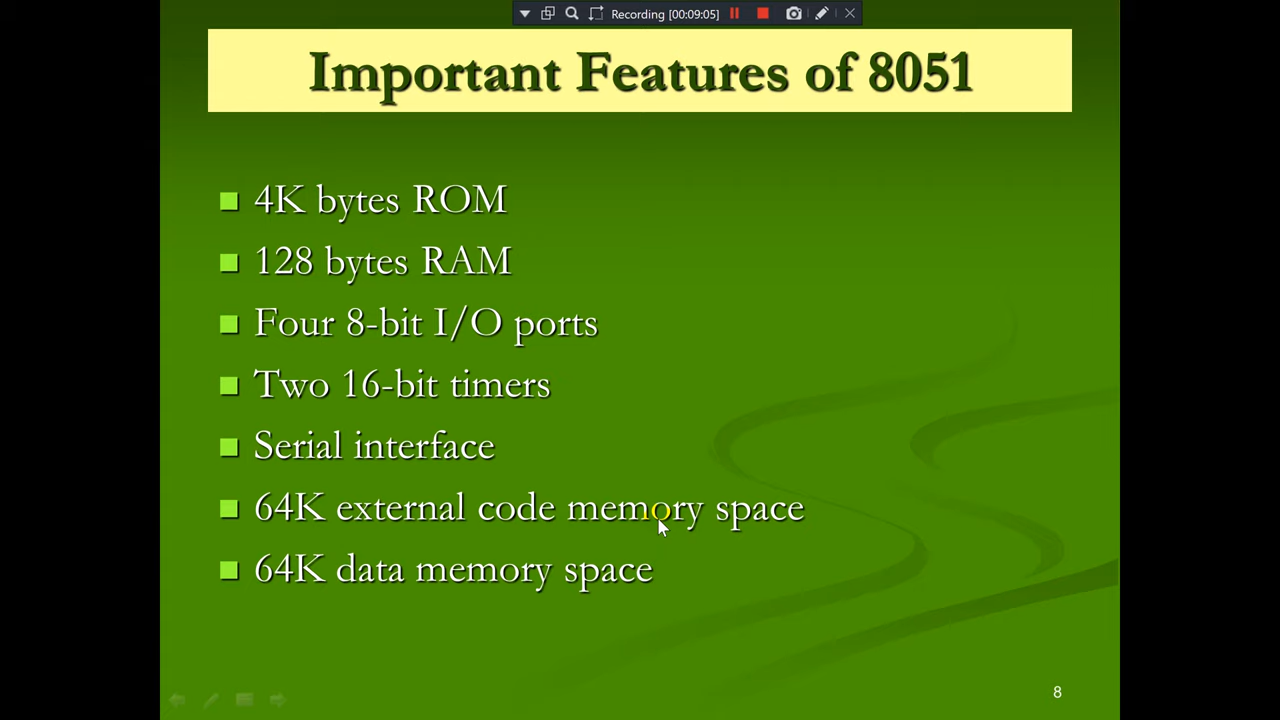 Recording [00:09:05]
Important Features of 8051
4K bytes ROM
128 bytes RAM
Four 8-bit I/O ports
Two 16-bit timers
Serial interface
64K external code memory space
64K data memory space
8